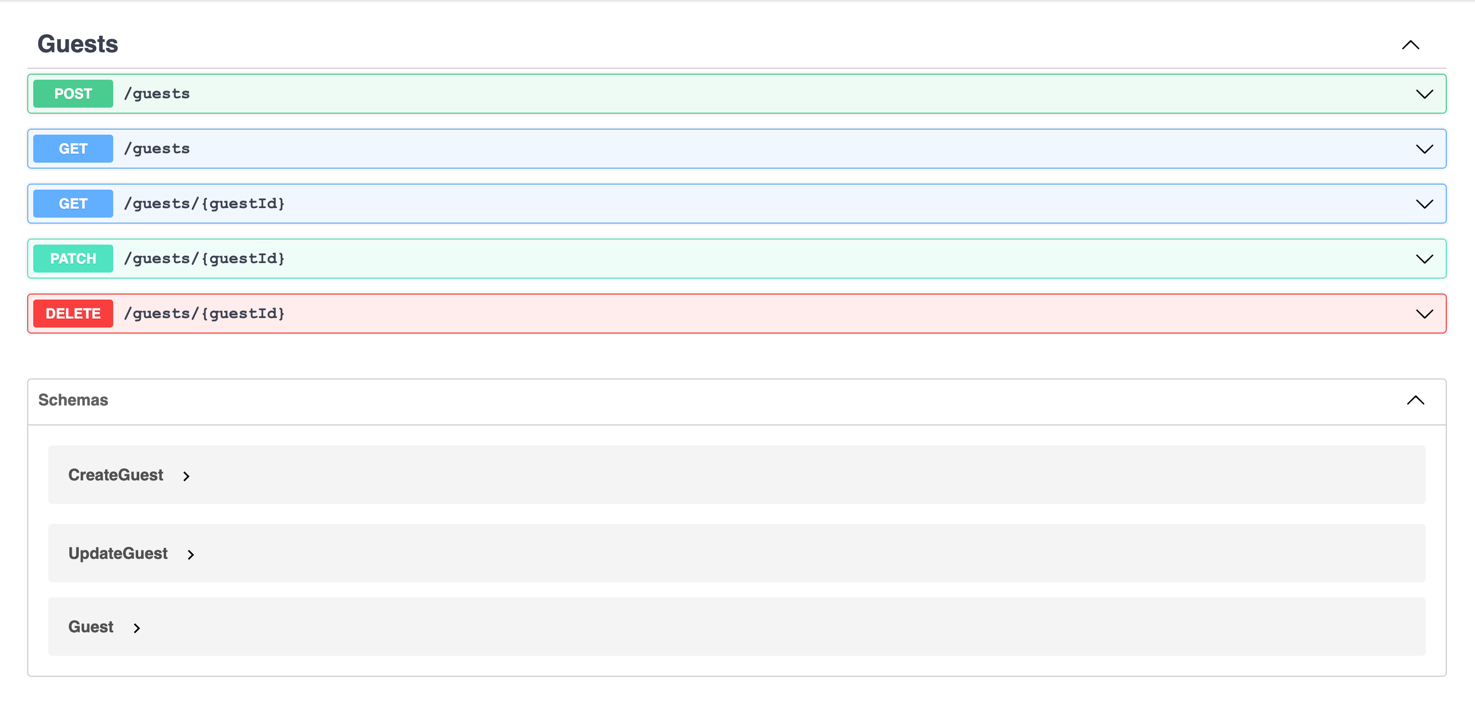 Guests
POST /guests
GET /guests
GET /guests/{guestId}
PATCH /guests/{guestId}
DELETE /guests/{guestId}
Schemas
CreateGuest
UpdateGuest
Guest